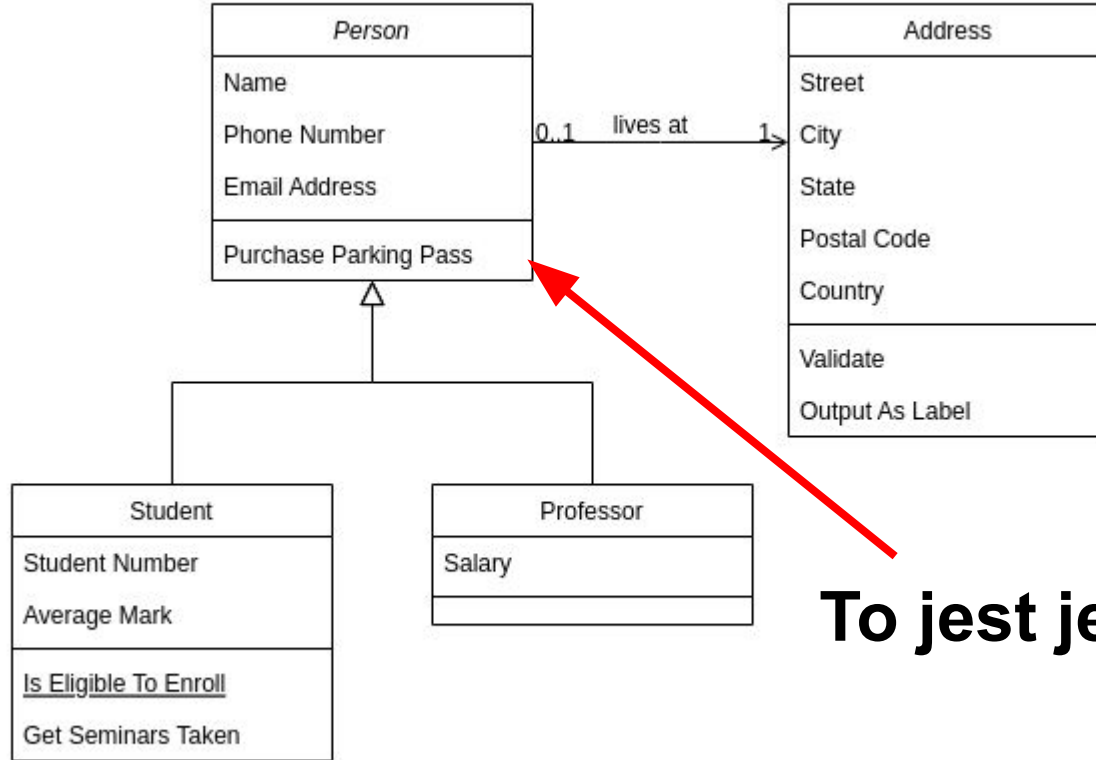 Person
Name
Phone Number
Email Address
Purchase Parking Pass
0..1 lives at 1
Address
Street
City
State
Postal Code
Country
Validate
Output As Label
Student
Student Number
Average Mark
Is Eligible To Enroll
Get Seminars Taken
Professor
Salary
To jest